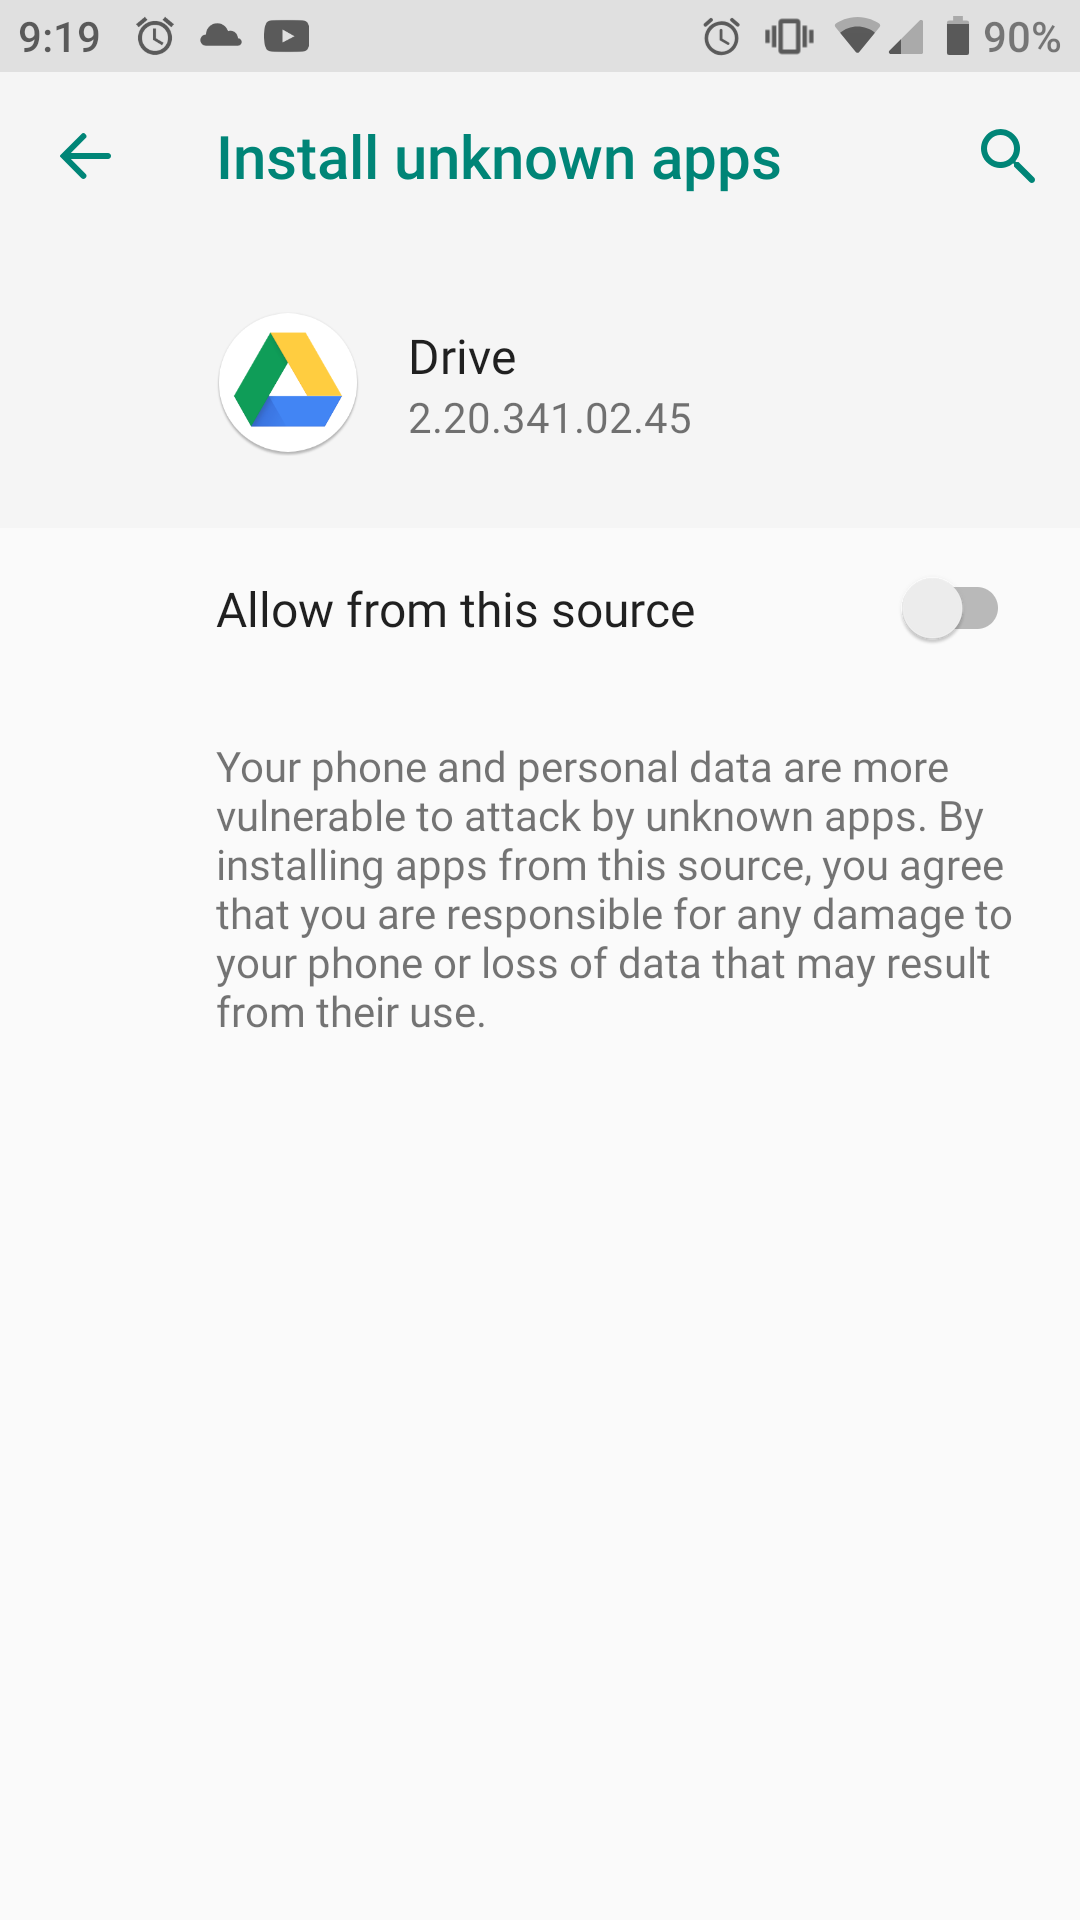 9:19 90%
Install unknown apps
Drive
2.20.341.02.45
Allow from this source
Your phone and personal data are more
vulnerable to attack by unknown apps. By
installing apps from this source, you agree
that you are responsible for any damage to
your phone or loss of data that may result
from their use.